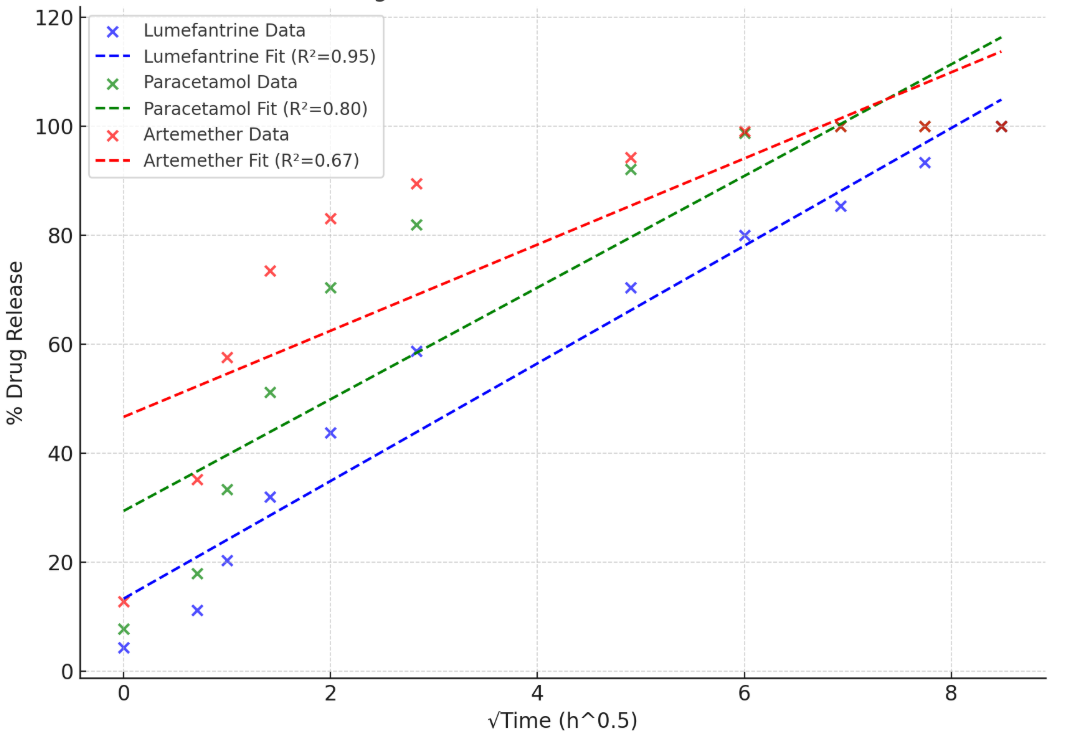 120
100
80
60
40
20
0
% Drug Release
Lumefantrine Data
Lumefantrine Fit (R²=0.95)
Paracetamol Data
Paracetamol Fit (R²=0.80)
Artemether Data
Artemether Fit (R²=0.67)
0 2 4 6 8
√Time (h^0.5)